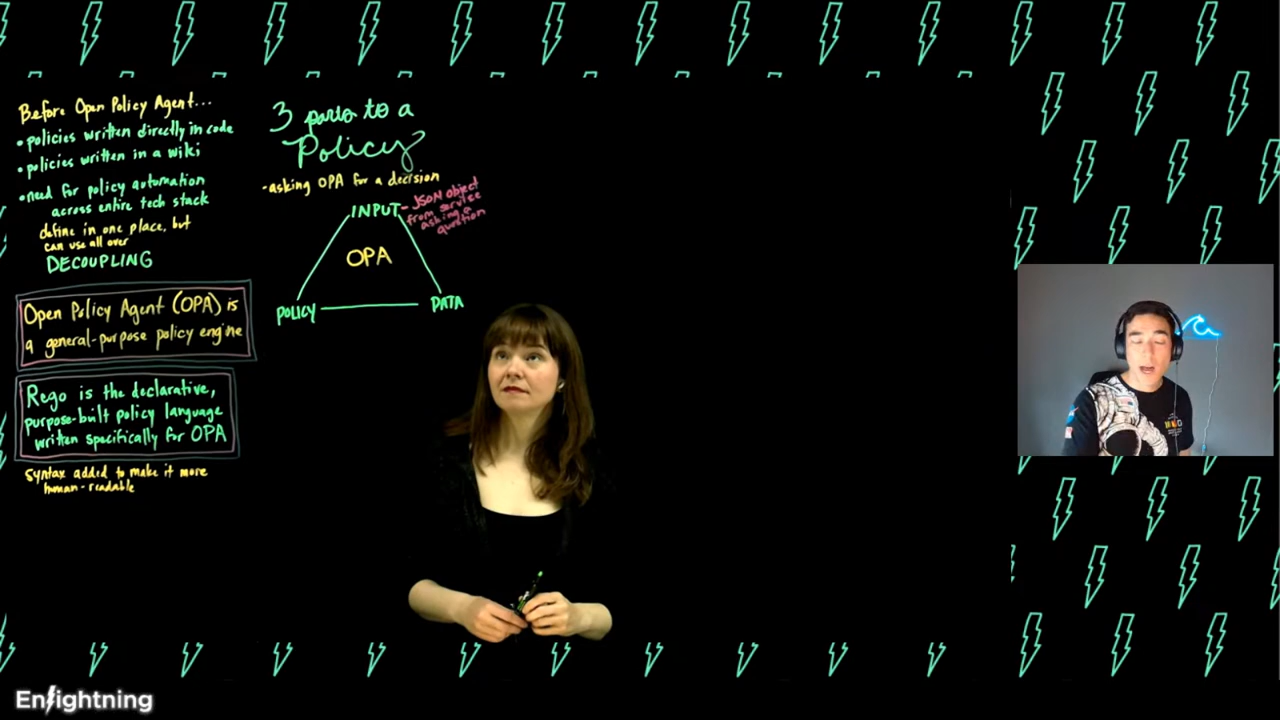 Before Open Policy Agent...
• policies written directly in code
• policies written in a wiki
• need for policy automation
across entire tech stack
define in one place, but
can use all over
DECOUPLING
Open Policy Agent (OPA) is
a general-purpose policy engine
Rego is the declarative,
purpose-built policy language
written specifically for OPA
Syntax added to make it more
human-readable
3 parts to a
Policy
- asking OPA for a decision
INPUT - JSON object
from service
asking a
question
OPA
POLICY
DATA
Enlightning